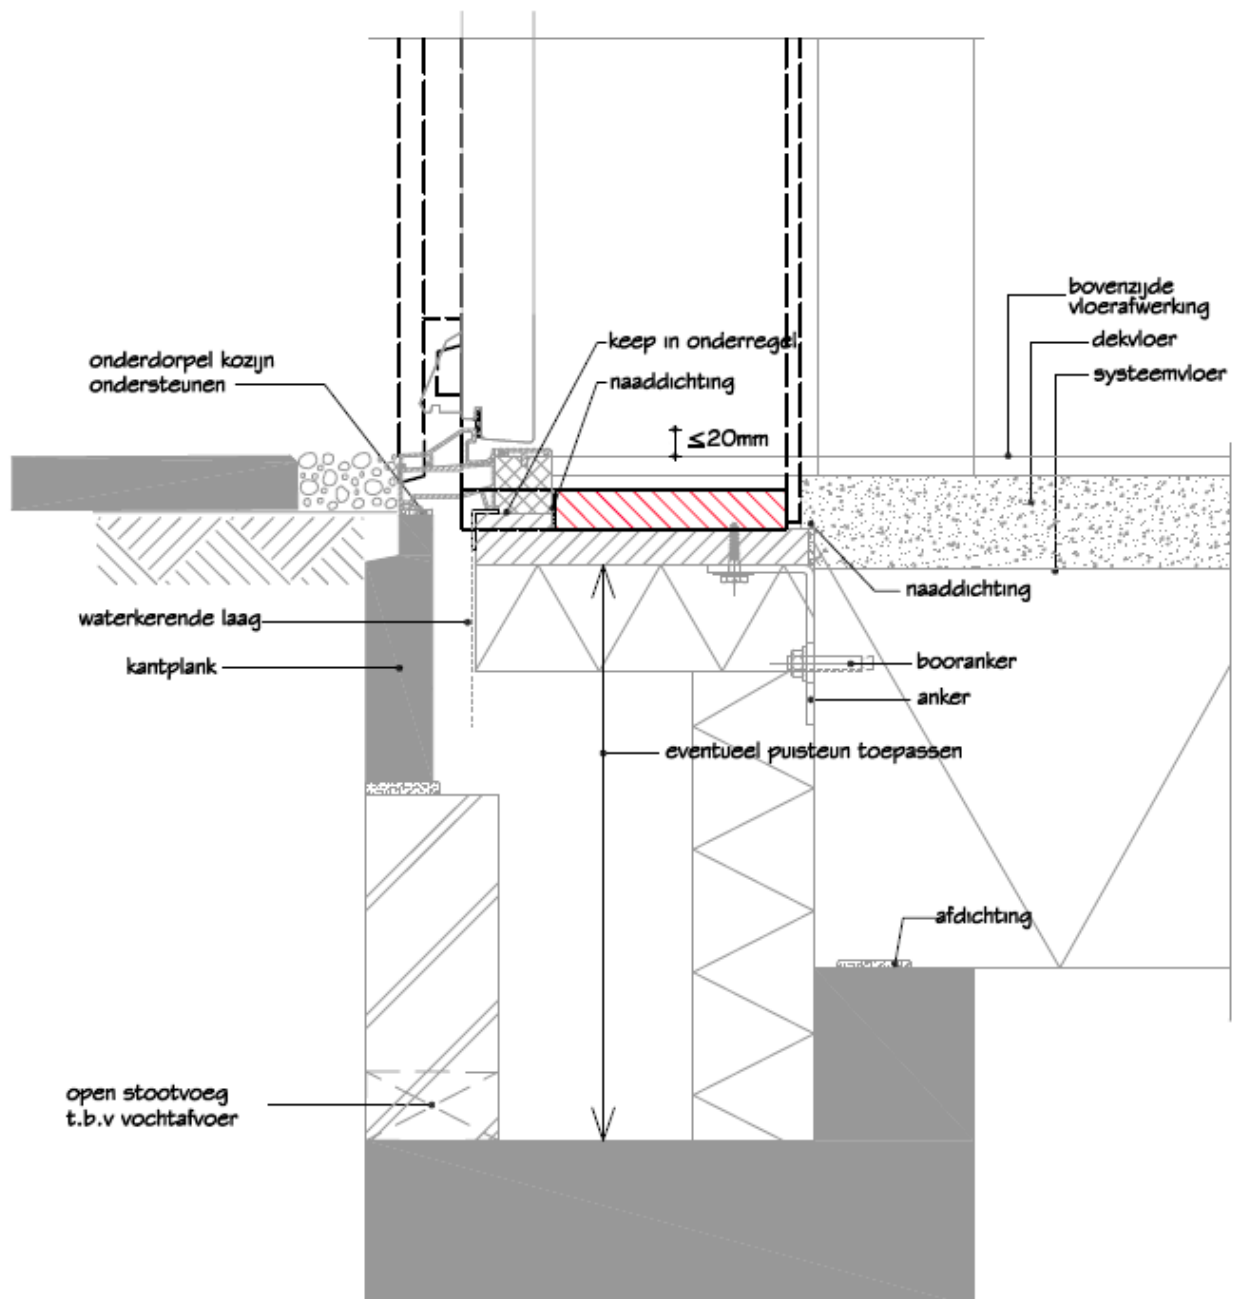 bovenzijde
vloerafwerking
dekvloer
systeemvloer
keep in onderregel
naaddichting
≤20mm
onderdorpel kozijn
ondersteunen
naaddichting
waterkerende laag
kantplank
booranker
anker
eventueel puisteun toepassen
afdichting
open stootvoeg
t.b.v vochtafvoer